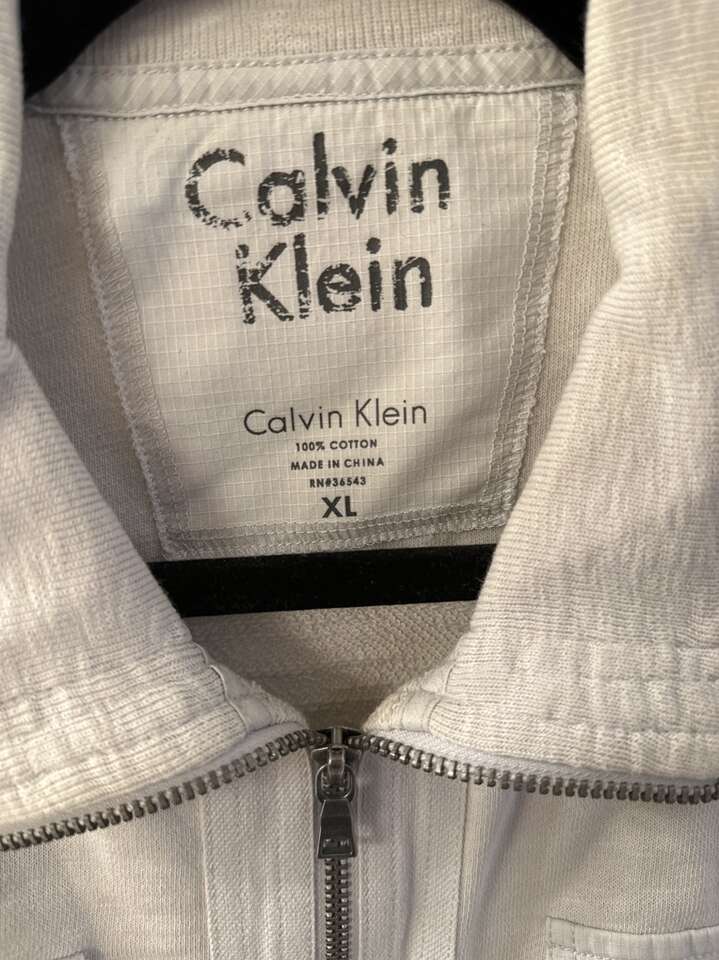 Calvin
Klein
Calvin Klein
100% COTTON
MADE IN CHINA
RN#36543
XL